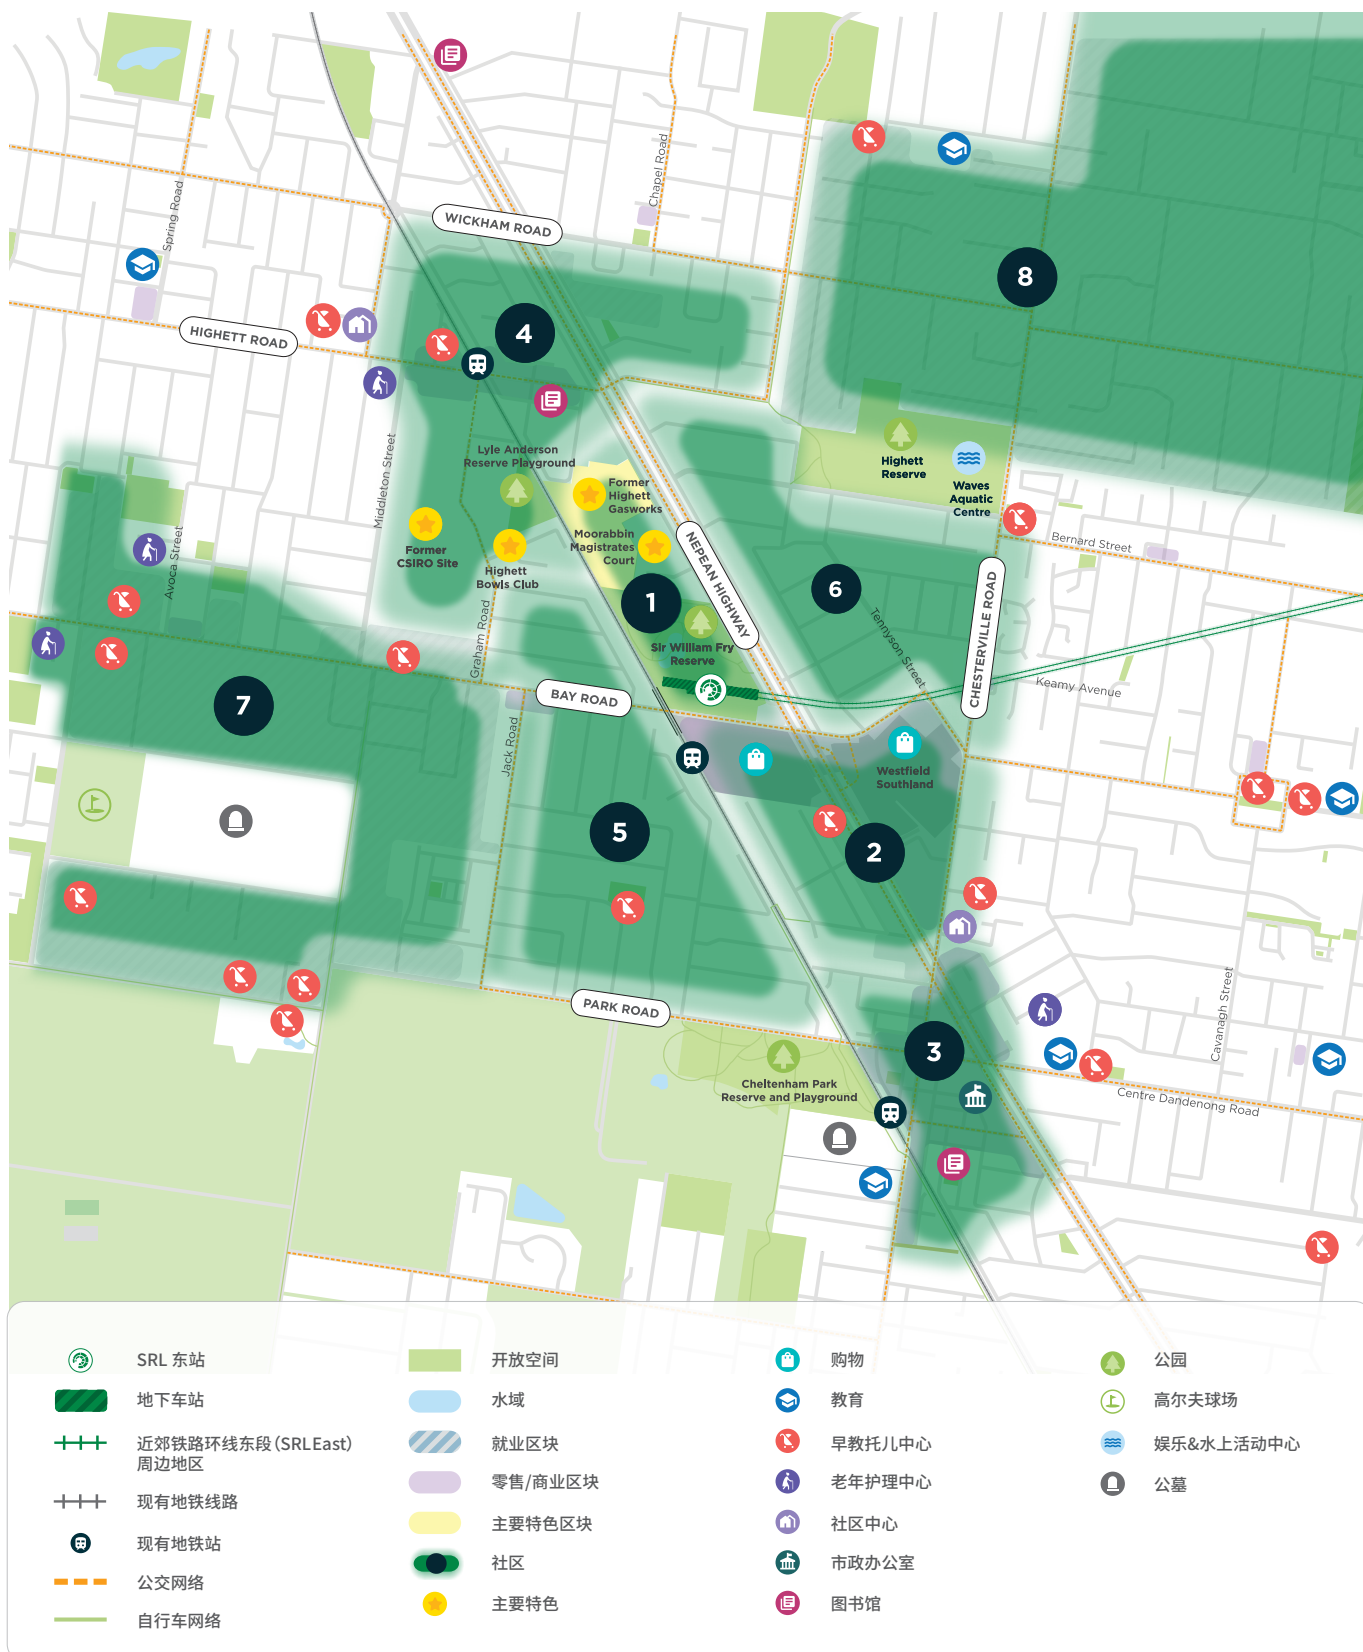 WICKHAM ROAD
Chapel Road
Spring Road
8
HIGHETT ROAD
4
Lyle Anderson
Reserve Playground
Highett
Reserve
Waves
Aquatic
Centre
Former
Highett
Gasworks
Middleton Street
Former
CSIRO Site
Highett
Bowls Club
Moorabbin
Magistrates
Court
NEPEAN HIGHWAY
Bernard Street
Avoca Street
1
6
Tennyson Street
CHESTERVILLE ROAD
Graham Road
Sir William Fry
Reserve
Keamy Avenue
7
BAY ROAD
Jack Road
Westfield
Southland
5
2
PARK ROAD
Cavanagh Street
3
Cheltenham Park
Reserve and Playground
Centre Dandenong Road
SRL 东站
地下车站
近郊铁路环线东段（SRLEast）
周边地区
现有地铁线路
现有地铁站
公交网络
自行车网络
开放空间
水域
就业区块
零售/商业区块
主要特色区块
社区
主要特色
购物
教育
早教托儿中心
老年护理中心
社区中心
市政办公室
图书馆
公园
高尔夫球场
娱乐&水上活动中心
公墓